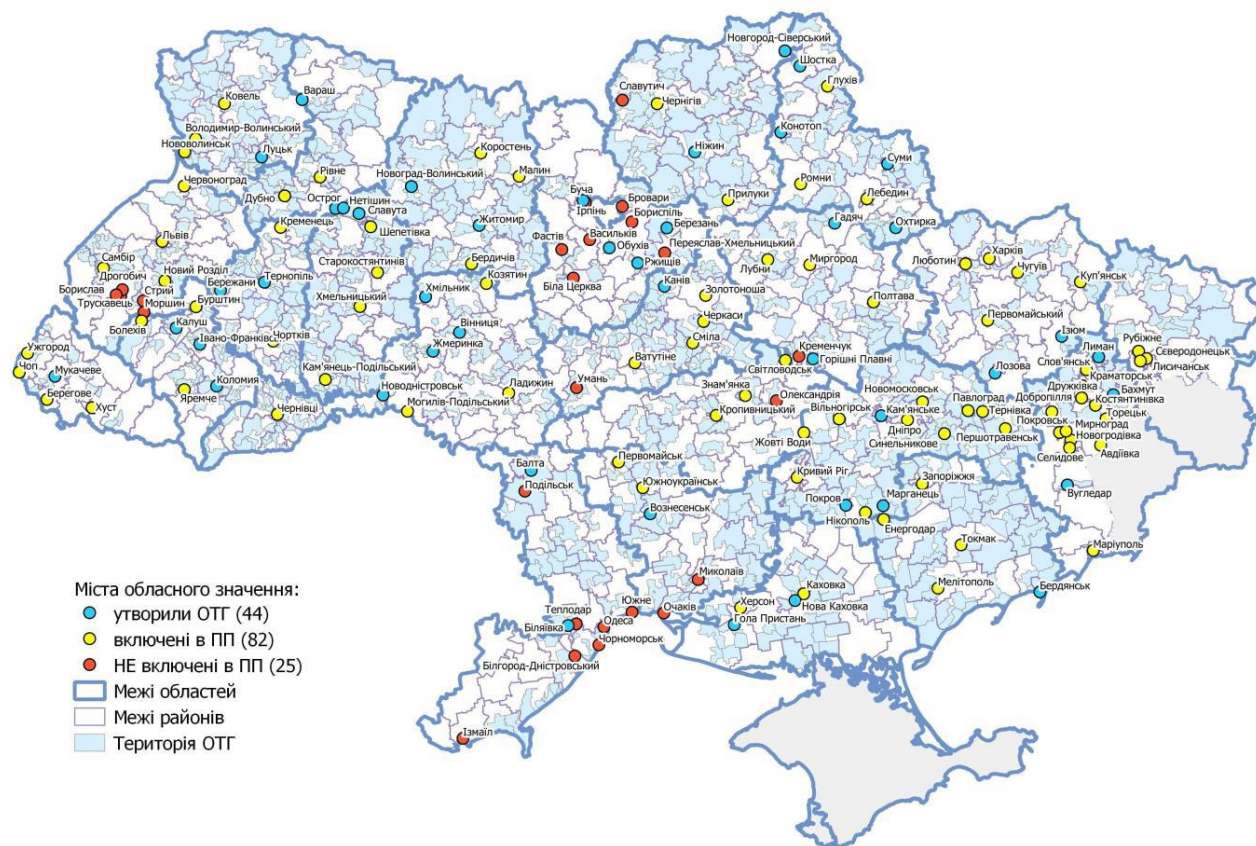 Новгород-Сіверський
Шостка
Глухів
Славутич
Чернігів
Ковель
Вараш
Володимир-Волинський
Нововолинськ
Луцьк
Конотоп
Ніжин
Суми
Коростень
Новоград-Волинський
Малин
Рівне
Червоноград
Ромни
Лебедин
Прилуки
Дубно
Острог
Нетішин
Славута
Буча
Ірпінь
Бровари
Бориспіль
Березань
Гадяч
Охтирка
Кременець
Шепетівка
Житомир
Фастів
Васильків
Обухів
Переяслав-Хмельницький
Львів
Ржищів
Самбір
Дрогобич
Новий Розділ
Старокостянтинів
Бердичів
Козятин
Лубни
Миргород
Люботин
Харків
Чугуїв
Куп'янськ
Борислав
Стрий
Бережани
Тернопіль
Біла Церква
Канів
Трускавець
Моршин
Бурштин
Хмельницький
Хмільник
Золотоноша
Полтава
Первомайський
Болехів
Калуш
Черкаси
Івано-Франківськ
Чортків
Вінниця
Сміла
Ізюм
Рубіжне
Ужгород
Жмеринка
Кременчук
Лиман
Сєверодонецьк
Чоп
Мукачеве
Ватутіне
Горішні Плавні
Слов'янськ
Лисичанськ
Кам'янець-Подільський
Світловодськ
Лозова
Краматорськ
Коломия
Новодністровськ
Ладижин
Умань
Знам'янка
Новомосковськ
Дружківка
Бахмут
Берегове
Яремче
Олександрія
Павлоград
Добропілля
Костянтинівка
Хуст
Могилів-Подільський
Вільногірськ
Кам'янське
Тернівка
Торецьк
Чернівці
Кропивницький
Дніпро
Покровськ
Мирноград
Жовті Води
Синельникове
Першотравенськ
Новогродівка
Авдіївка
Селидове
Балта
Первомайськ
Подільськ
Южноукраїнськ
Кривий Ріг
Запоріжжя
Вугледар
Вознесенськ
Покров
Марганець
Нікополь
Енергодар
Токмак
Маріуполь
Миколаїв
Каховка
Мелітополь
Бердянськ
Міста обласного значення:
утворили ОТГ (44)
включені в ПП (82)
НЕ включені в ПП (25)
Межі областей
Межі районів
Територія ОТГ
Теплодар
Южне
Очаків
Херсон
Нова Каховка
Біляївка
Одеса
Гола Пристань
Чорноморськ
Білгород-Дністровський
Ізмаїл